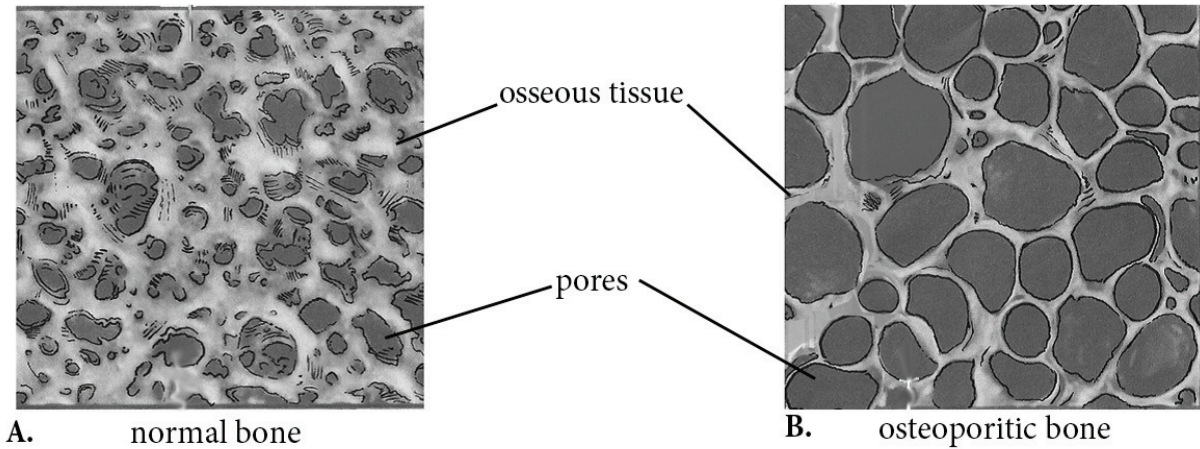 osseous tissue
pores
A. normal bone
B. osteoporitic bone